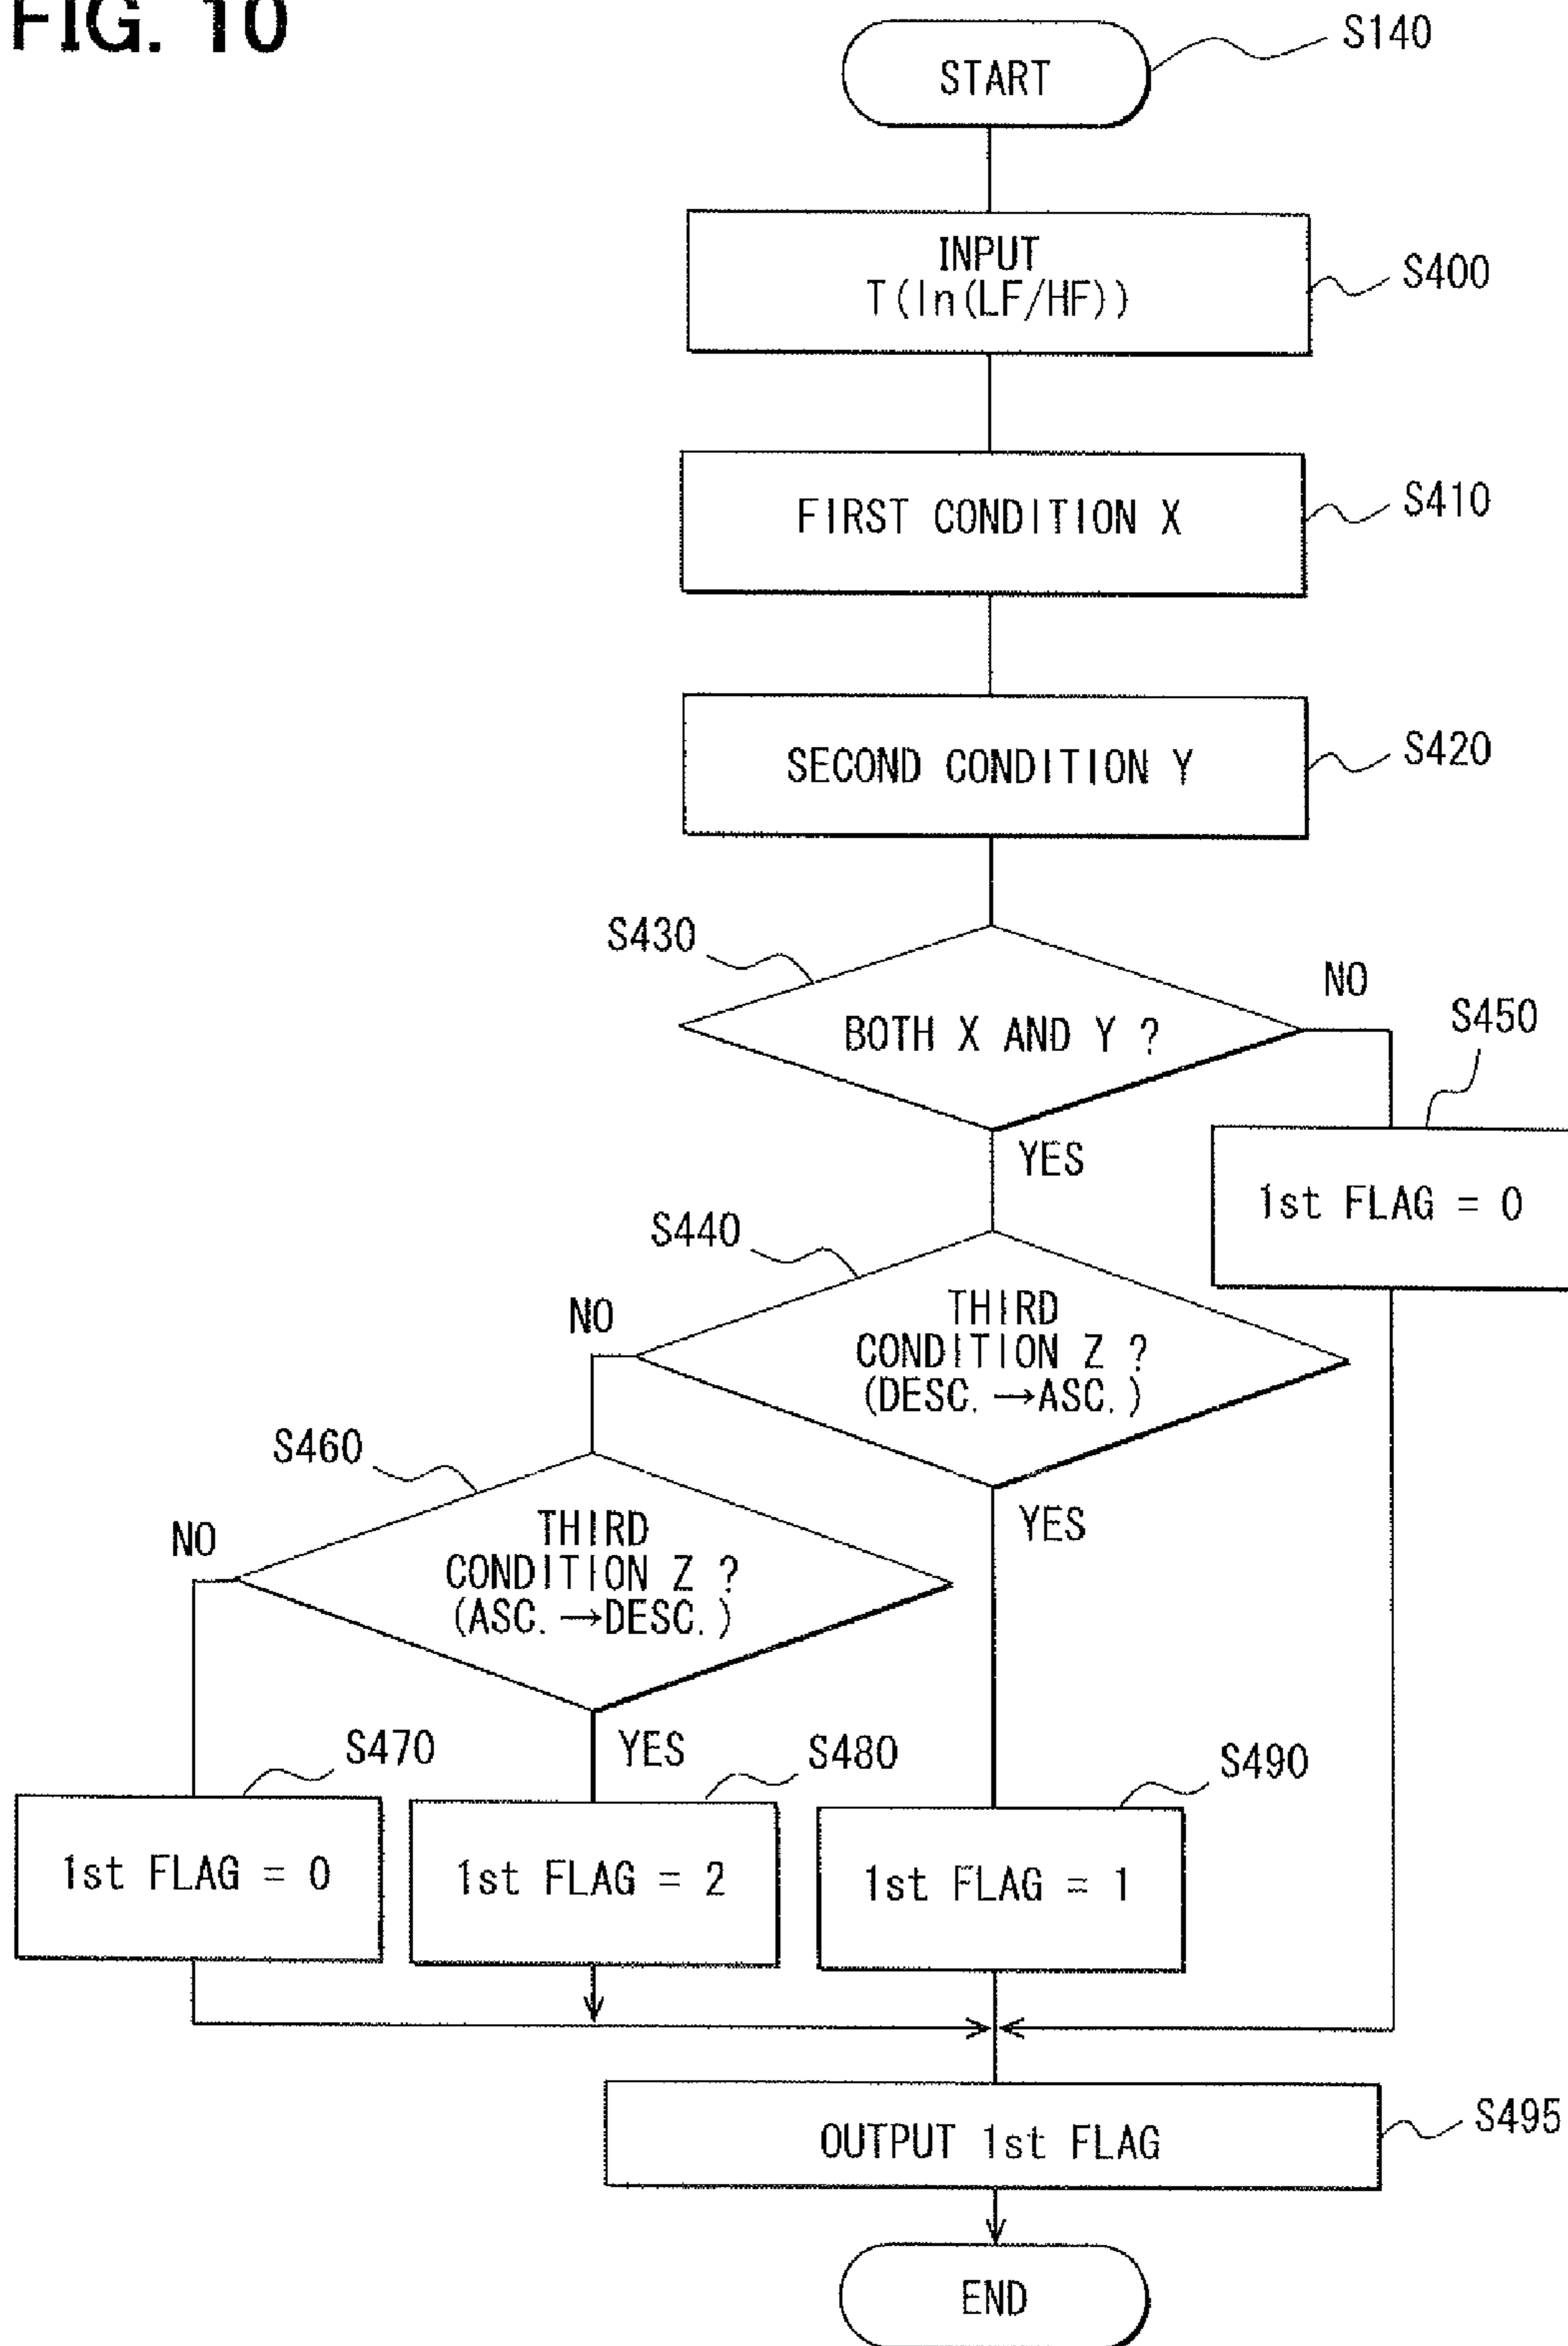 FIG. 10
START
S140
INPUT
T(ln(LF/HF))
S400
FIRST CONDITION X
S410
SECOND CONDITION Y
S420
S430
BOTH X AND Y ?
NO
YES
S450
1st FLAG = 0
S440
THIRD
CONDITION Z ?
(DESC. →ASC.)
NO
YES
S460
THIRD
CONDITION Z ?
(ASC. →DESC.)
NO
YES
S470
1st FLAG = 0
S480
1st FLAG = 2
S490
1st FLAG = 1
OUTPUT 1st FLAG
S495
END